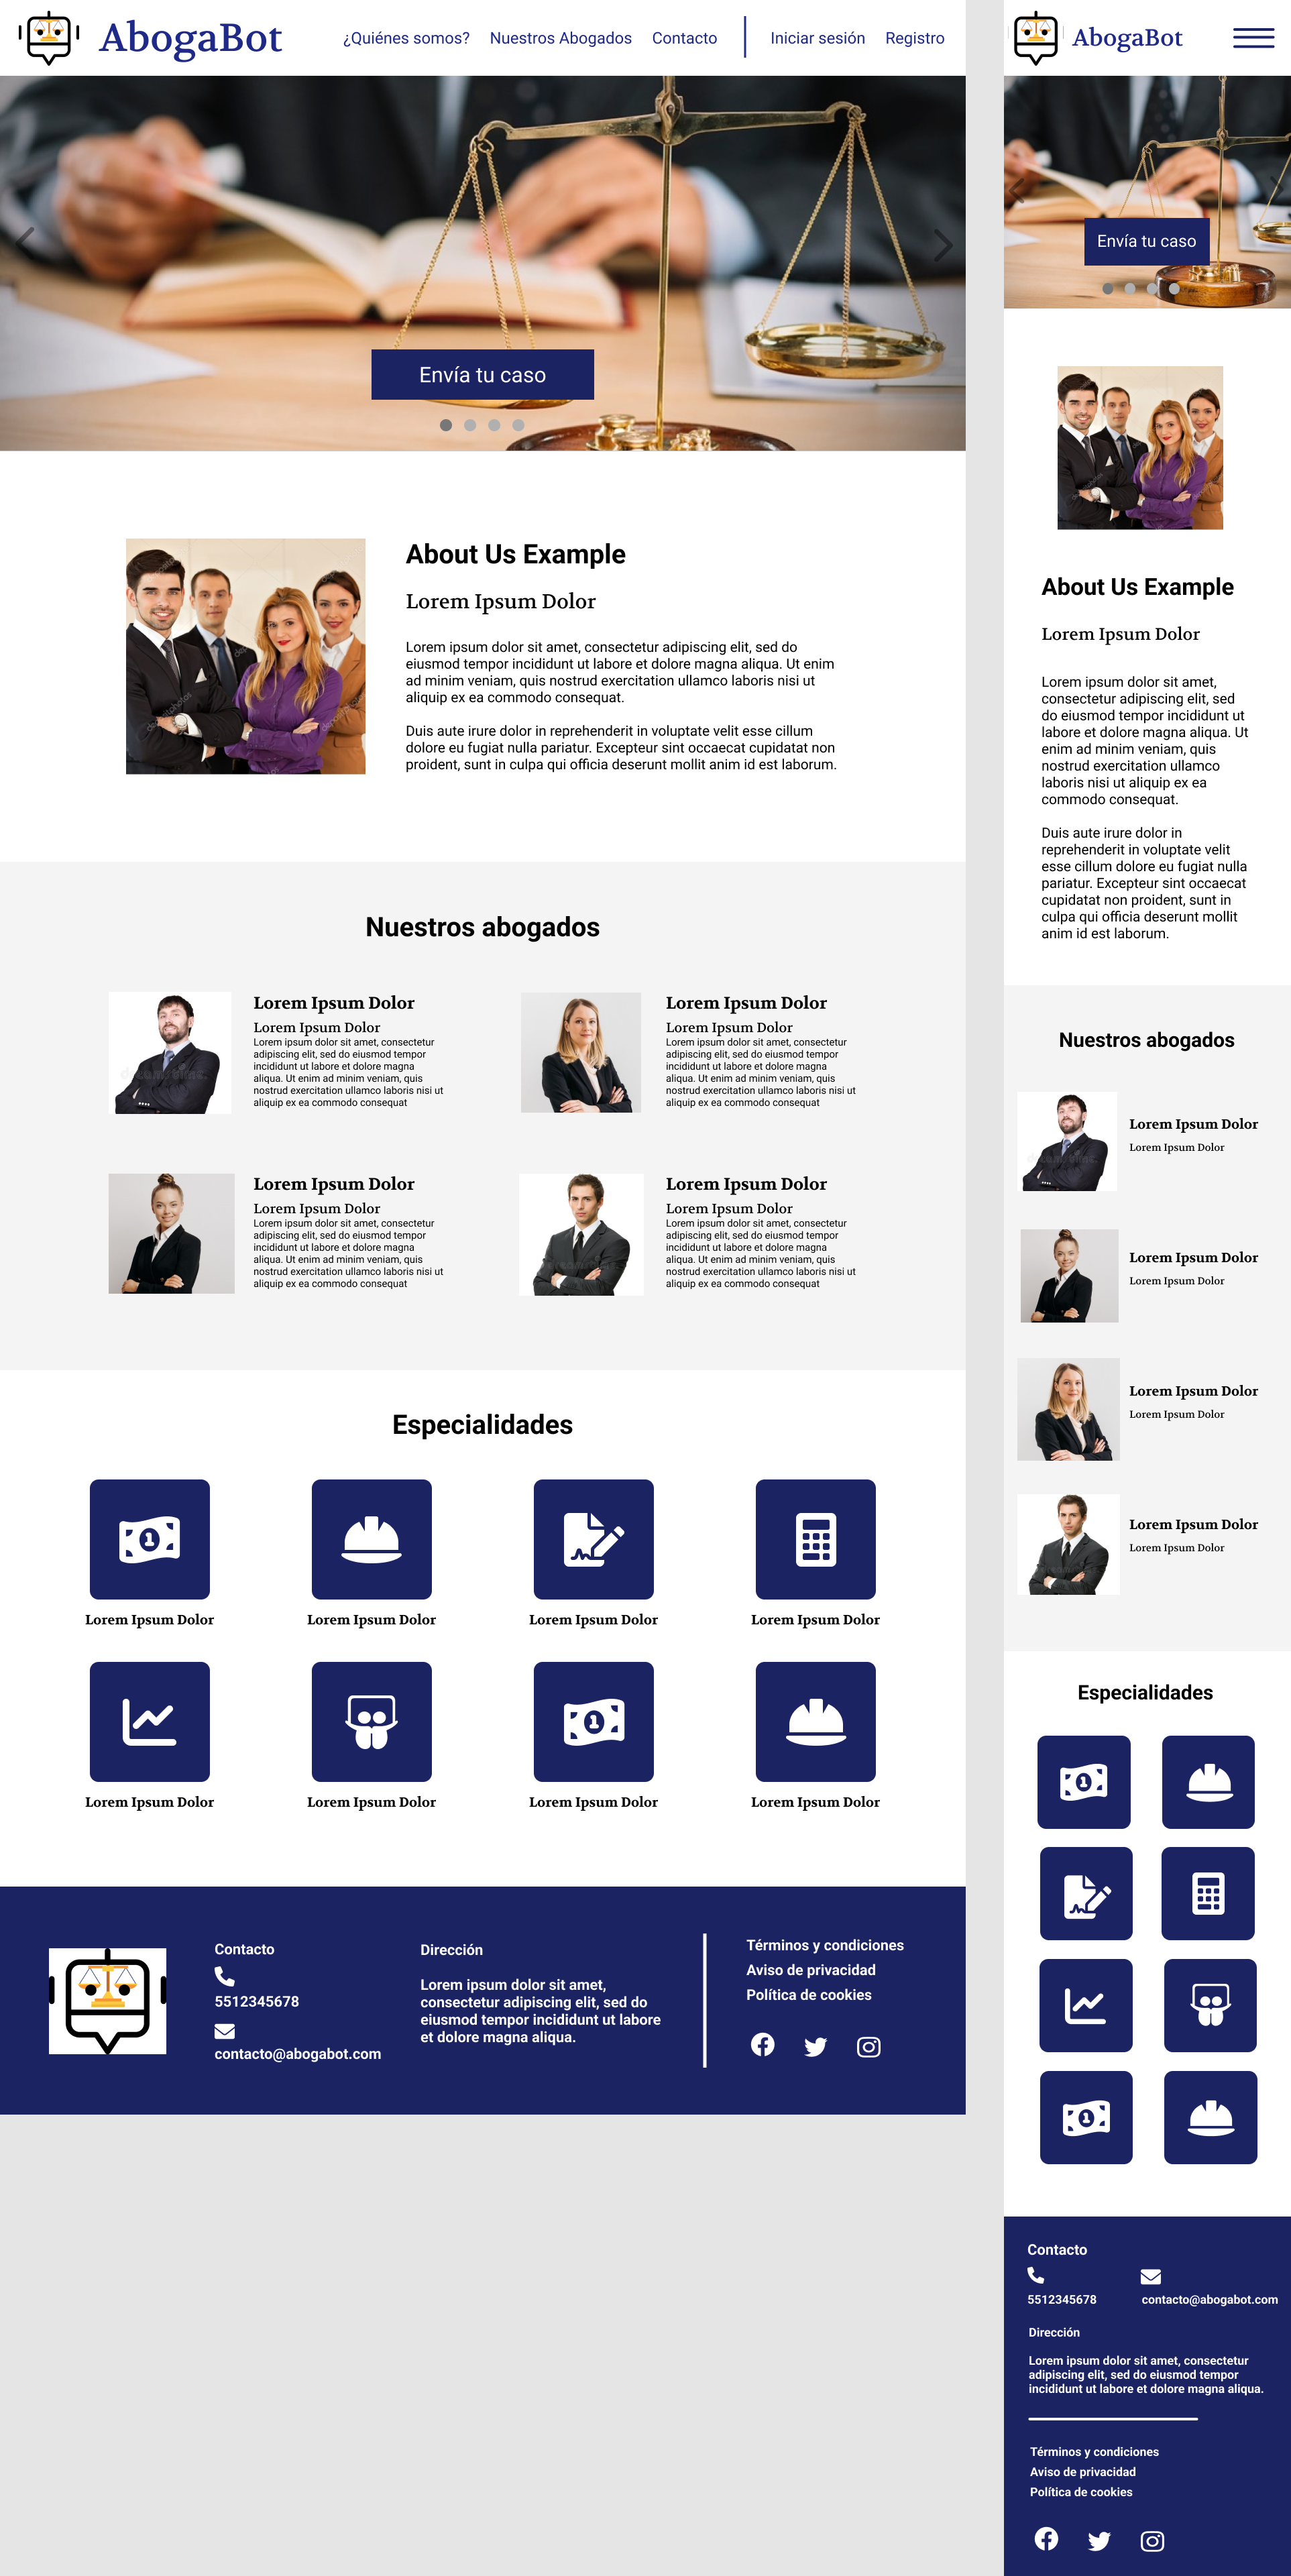 AbogaBot
¿Quiénes somos? Nuestros Abogados Contacto Iniciar sesión Registro
Envía tu caso
About Us Example
Lorem Ipsum Dolor
Lorem ipsum dolor sit amet, consectetur adipiscing elit, sed do
eiusmod tempor incididunt ut labore et dolore magna aliqua. Ut enim
ad minim veniam, quis nostrud exercitation ullamco laboris nisi ut
aliquip ex ea commodo consequat.
Duis aute irure dolor in reprehenderit in voluptate velit esse cillum
dolore eu fugiat nulla pariatur. Excepteur sint occaecat cupidatat non
proident, sunt in culpa qui officia deserunt mollit anim id est laborum.
Nuestros abogados
Lorem Ipsum Dolor
Lorem Ipsum Dolor
Lorem ipsum dolor sit amet, consectetur
adipiscing elit, sed do eiusmod tempor
incididunt ut labore et dolore magna
aliqua. Ut enim ad minim veniam, quis
nostrud exercitation ullamco laboris nisi ut
aliquip ex ea commodo consequat
Lorem Ipsum Dolor
Lorem Ipsum Dolor
Lorem ipsum dolor sit amet, consectetur
adipiscing elit, sed do eiusmod tempor
incididunt ut labore et dolore magna
aliqua. Ut enim ad minim veniam, quis
nostrud exercitation ullamco laboris nisi ut
aliquip ex ea commodo consequat
Lorem Ipsum Dolor
Lorem Ipsum Dolor
Lorem ipsum dolor sit amet, consectetur
adipiscing elit, sed do eiusmod tempor
incididunt ut labore et dolore magna
aliqua. Ut enim ad minim veniam, quis
nostrud exercitation ullamco laboris nisi ut
aliquip ex ea commodo consequat
Lorem Ipsum Dolor
Lorem Ipsum Dolor
Lorem ipsum dolor sit amet, consectetur
adipiscing elit, sed do eiusmod tempor
incididunt ut labore et dolore magna
aliqua. Ut enim ad minim veniam, quis
nostrud exercitation ullamco laboris nisi ut
aliquip ex ea commodo consequat
Especialidades
1
Lorem Ipsum Dolor
Lorem Ipsum Dolor
Lorem Ipsum Dolor
Lorem Ipsum Dolor
Lorem Ipsum Dolor
Lorem Ipsum Dolor
1
Lorem Ipsum Dolor
Lorem Ipsum Dolor
Contacto
5512345678
contacto@abogabot.com
Dirección
Lorem ipsum dolor sit amet,
consectetur adipiscing elit, sed do
eiusmod tempor incididunt ut labore
et dolore magna aliqua.
Términos y condiciones
Aviso de privacidad
Política de cookies
AbogaBot
Envía tu caso
About Us Example
Lorem Ipsum Dolor
Lorem ipsum dolor sit amet,
consectetur adipiscing elit, sed
do eiusmod tempor incididunt ut
labore et dolore magna aliqua. Ut
enim ad minim veniam, quis
nostrud exercitation ullamco
laboris nisi ut aliquip ex ea
commodo consequat.
Duis aute irure dolor in
reprehenderit in voluptate velit
esse cillum dolore eu fugiat nulla
pariatur. Excepteur sint occaecat
cupidatat non proident, sunt in
culpa qui officia deserunt mollit
anim id est laborum.
Nuestros abogados
Lorem Ipsum Dolor
Lorem Ipsum Dolor
Lorem Ipsum Dolor
Lorem Ipsum Dolor
Lorem Ipsum Dolor
Lorem Ipsum Dolor
Lorem Ipsum Dolor
Lorem Ipsum Dolor
Especialidades
1
1
Contacto
5512345678
contacto@abogabot.com
Dirección
Lorem ipsum dolor sit amet, consectetur
adipiscing elit, sed do eiusmod tempor
incididunt ut labore et dolore magna aliqua.
Términos y condiciones
Aviso de privacidad
Política de cookies